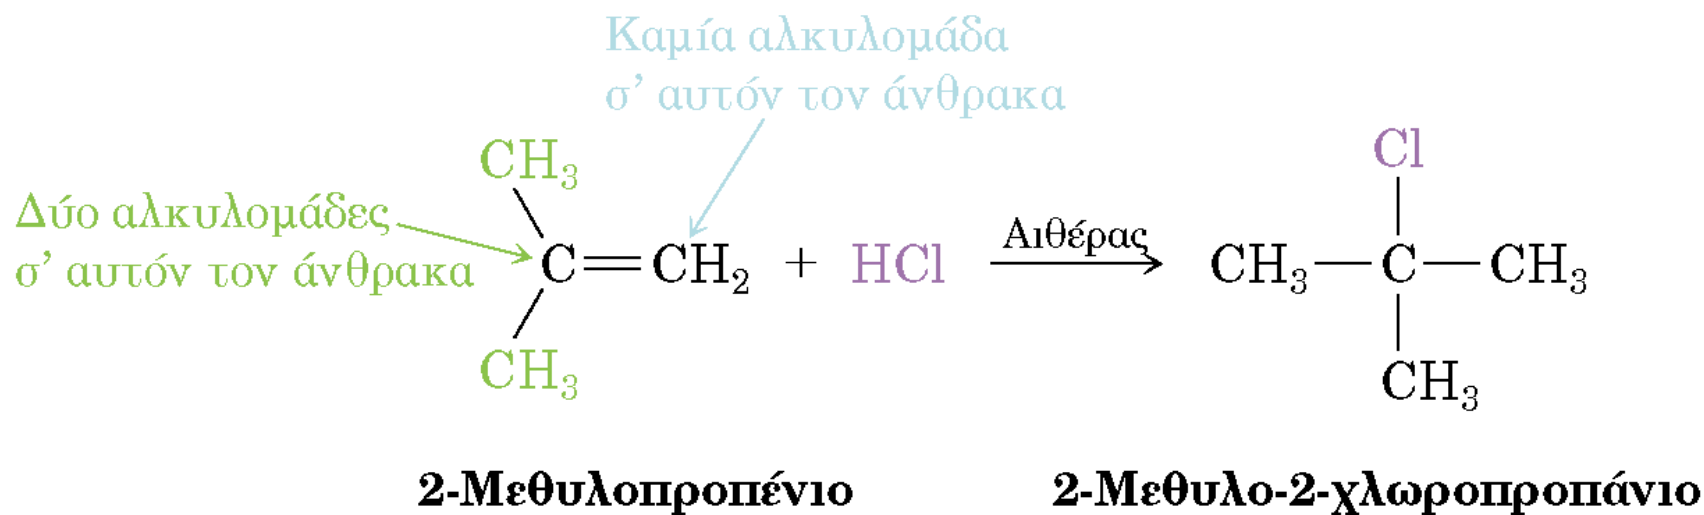 Καμία αλκυλομάδα
σ’ αυτόν τον άνθρακα
Δύο αλκυλομάδες
σ’ αυτόν τον άνθρακα
CH₃
C=CH₂ + HCl
CH₃
Αιθέρας
Cl
CH₃—C—CH₃
CH₃
2-Μεθυλοπροπένιο
2-Μεθυλο-2-χλωροπροπάνιο